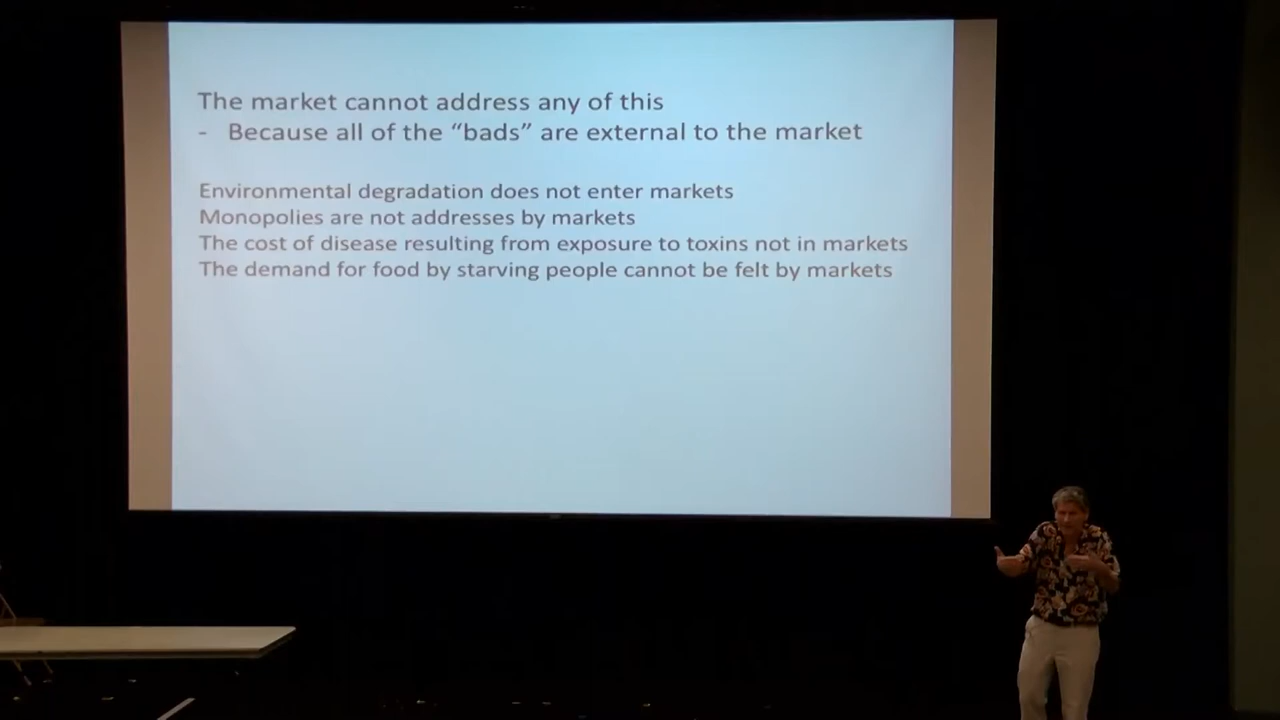 The market cannot address any of this
- Because all of the “bads” are external to the market
Environmental degradation does not enter markets
Monopolies are not addresses by markets
The cost of disease resulting from exposure to toxins not in markets
The demand for food by starving people cannot be felt by markets